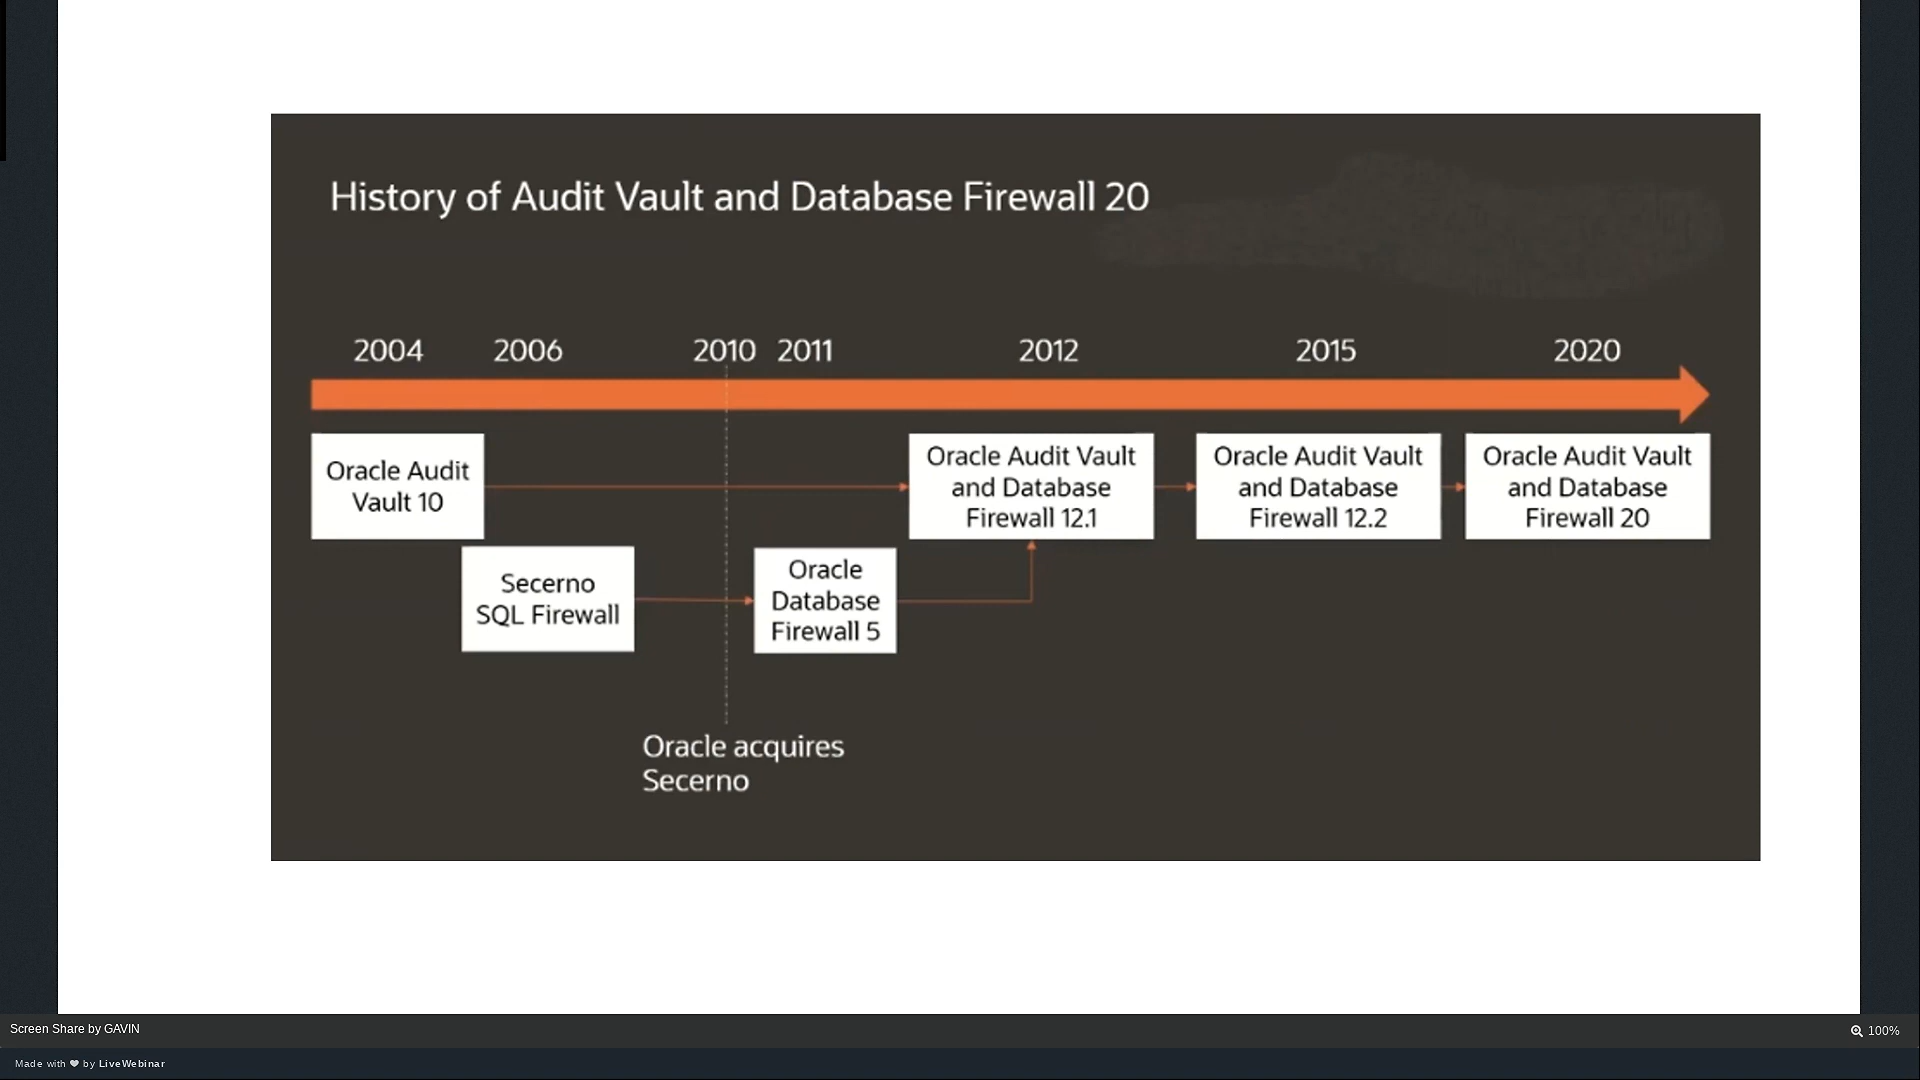 History of Audit Vault and Database Firewall 20
2004 2006 2010 2011 2012 2015 2020
Oracle Audit
Vault 10
Oracle Audit Vault
and Database
Firewall 12.1
Oracle Audit Vault
and Database
Firewall 12.2
Oracle Audit Vault
and Database
Firewall 20
Secerno
SQL Firewall
Oracle
Database
Firewall 5
Oracle acquires
Secerno
Screen Share by GAVIN
100%
Made with ❤ by LiveWebinar